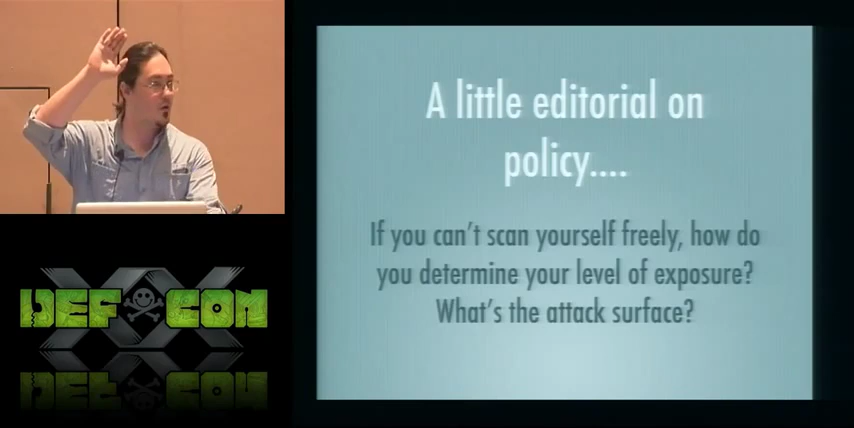 A little editorial on
policy....
If you can't scan yourself freely, how do
you determine your level of exposure?
What's the attack surface?
DEF CON
XX